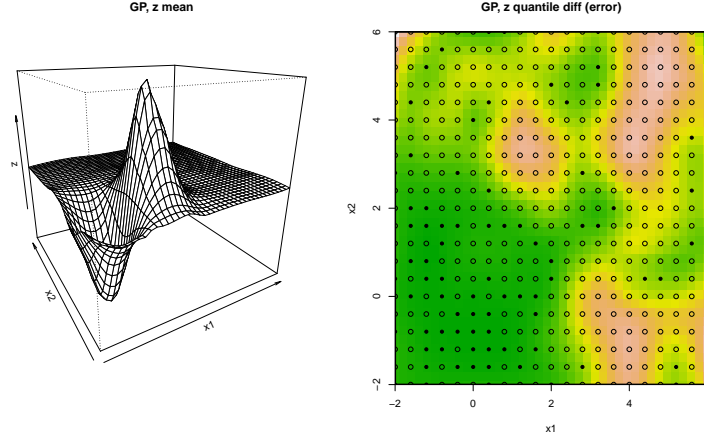 GP, z mean
z
x2
x1
GP, z quantile diff (error)
6
4
2
0
−2
x2
−2 0 2 4
x1